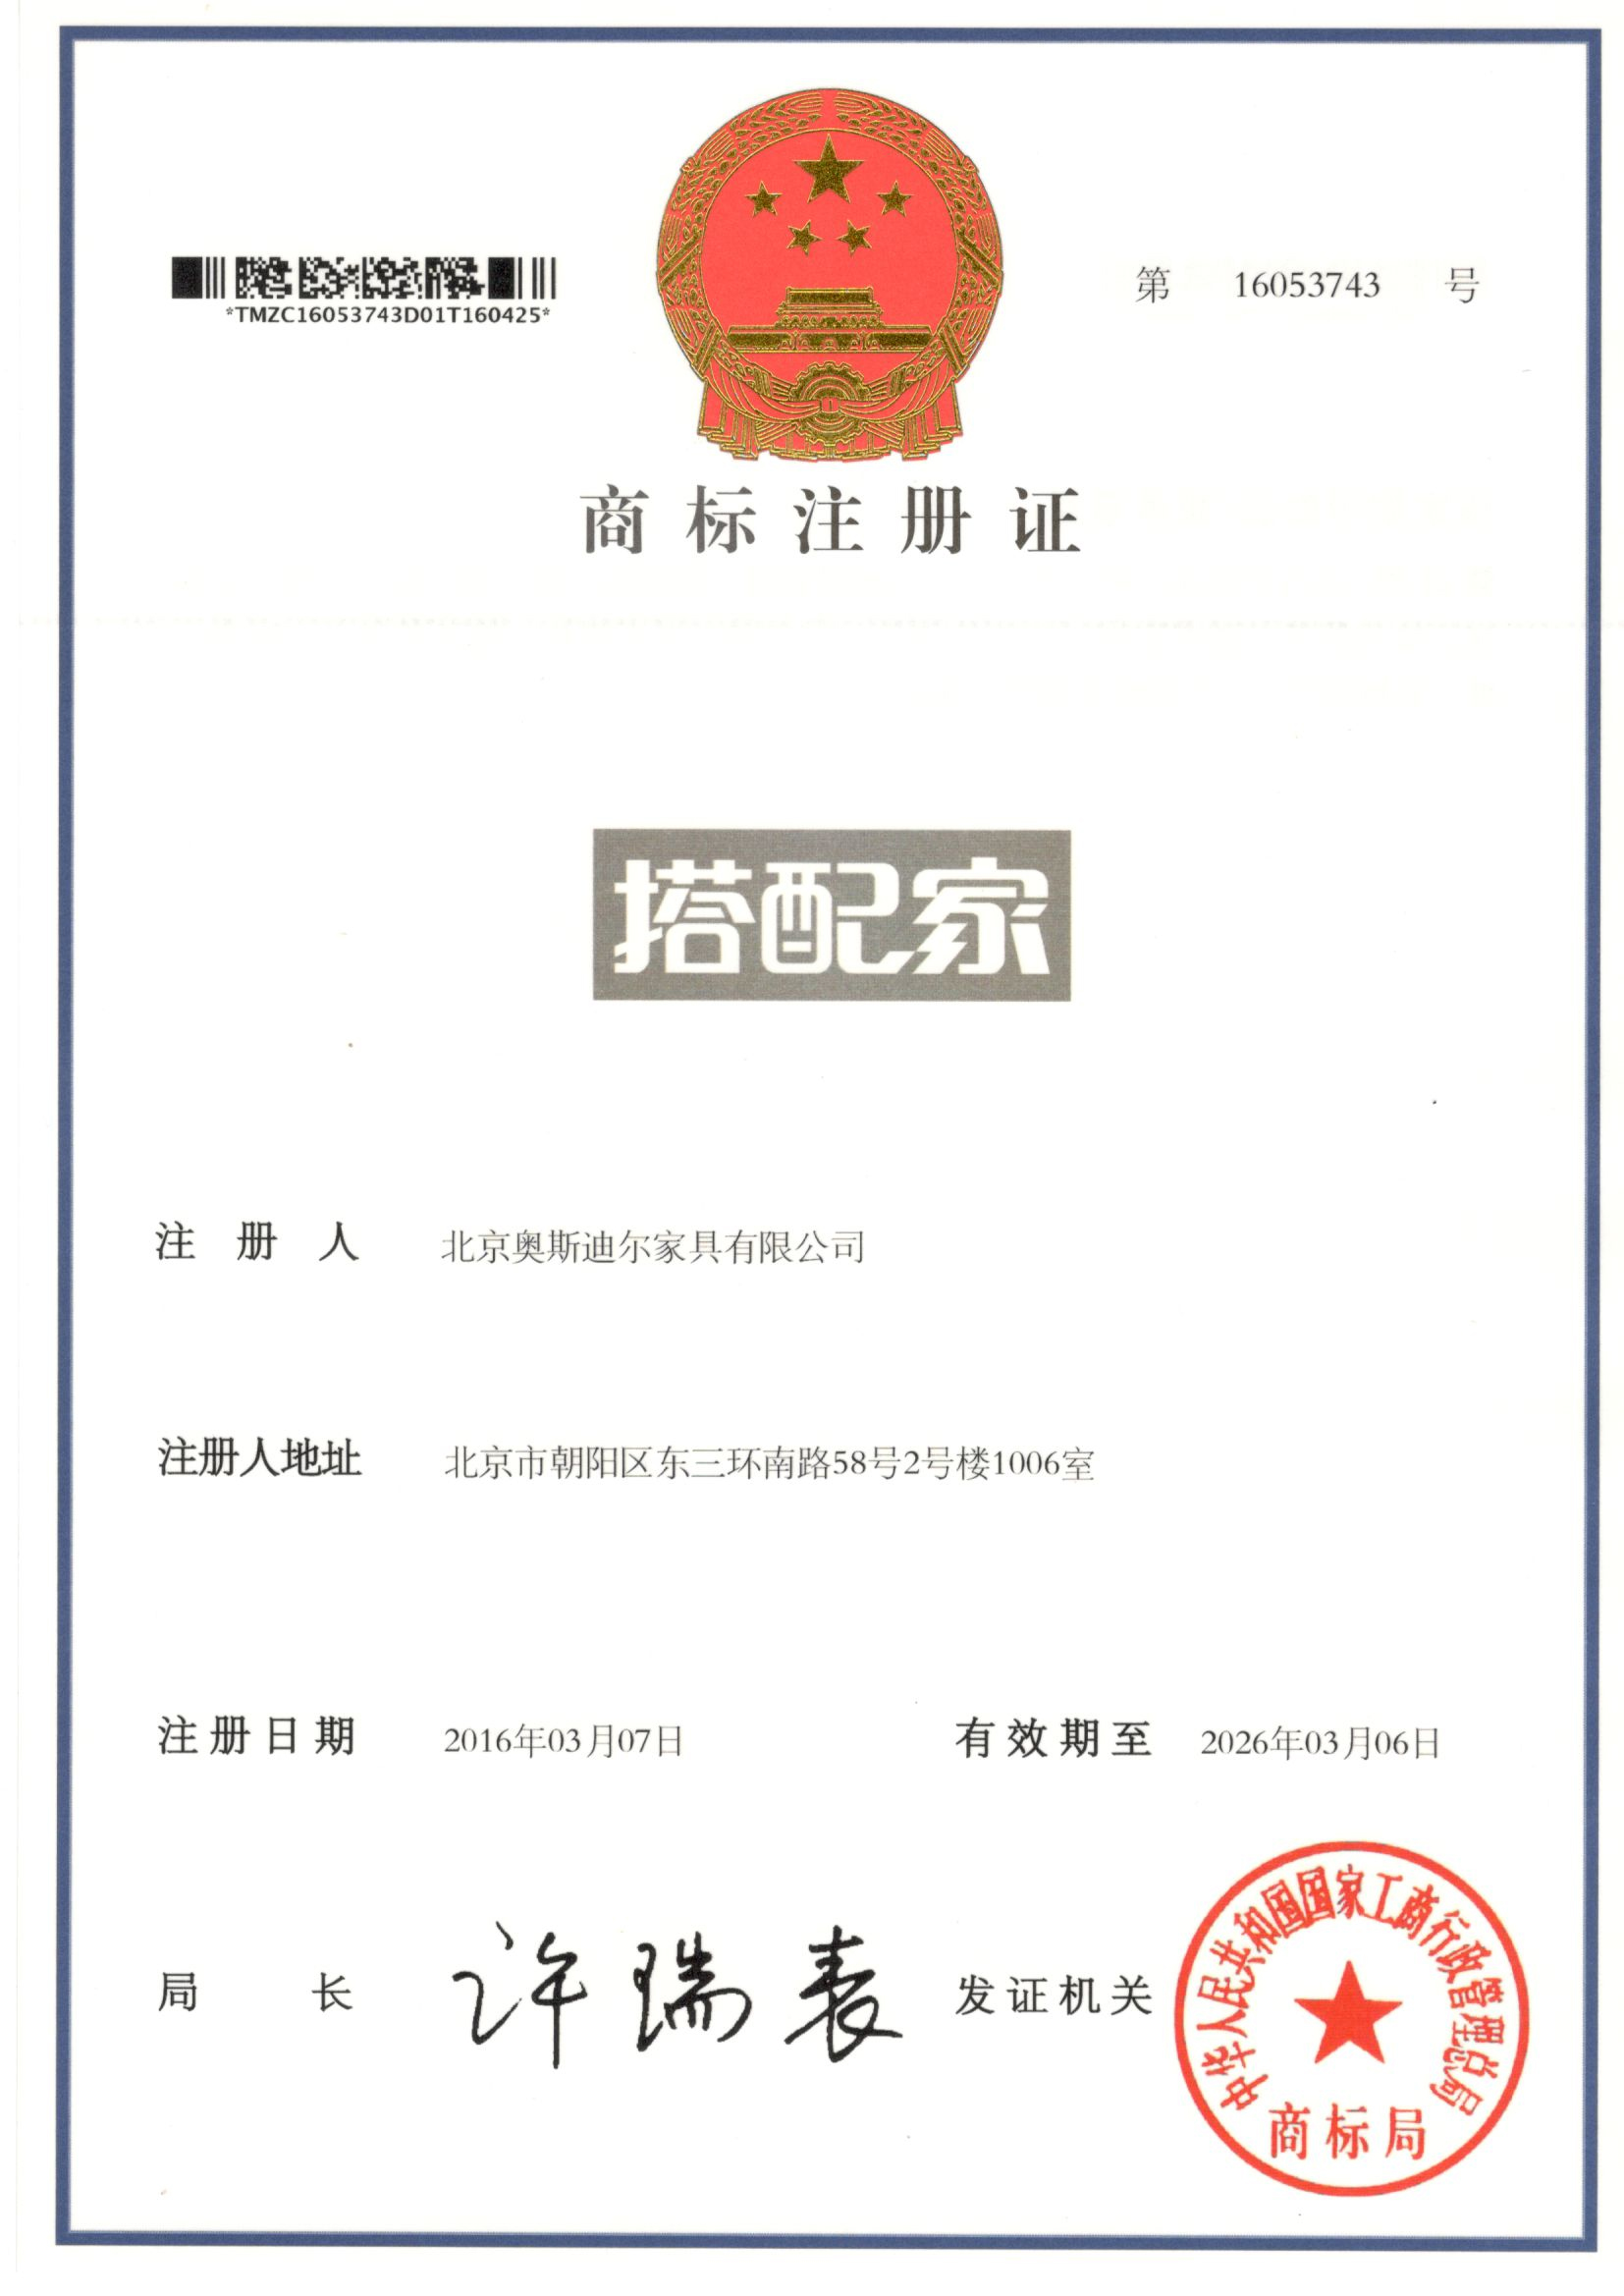 *TMZC16053743D01T160425*
第 16053743 号
商标注册证
搭配家
注册人 北京奥斯迪尔家具有限公司
注册人地址 北京市朝阳区东三环南路58号2号楼1006室
注册日期 2016年03月07日 有效期至 2026年03月06日
局长 许瑞表 发证机关
中华人民共和国国家工商行政管理总局
商标局